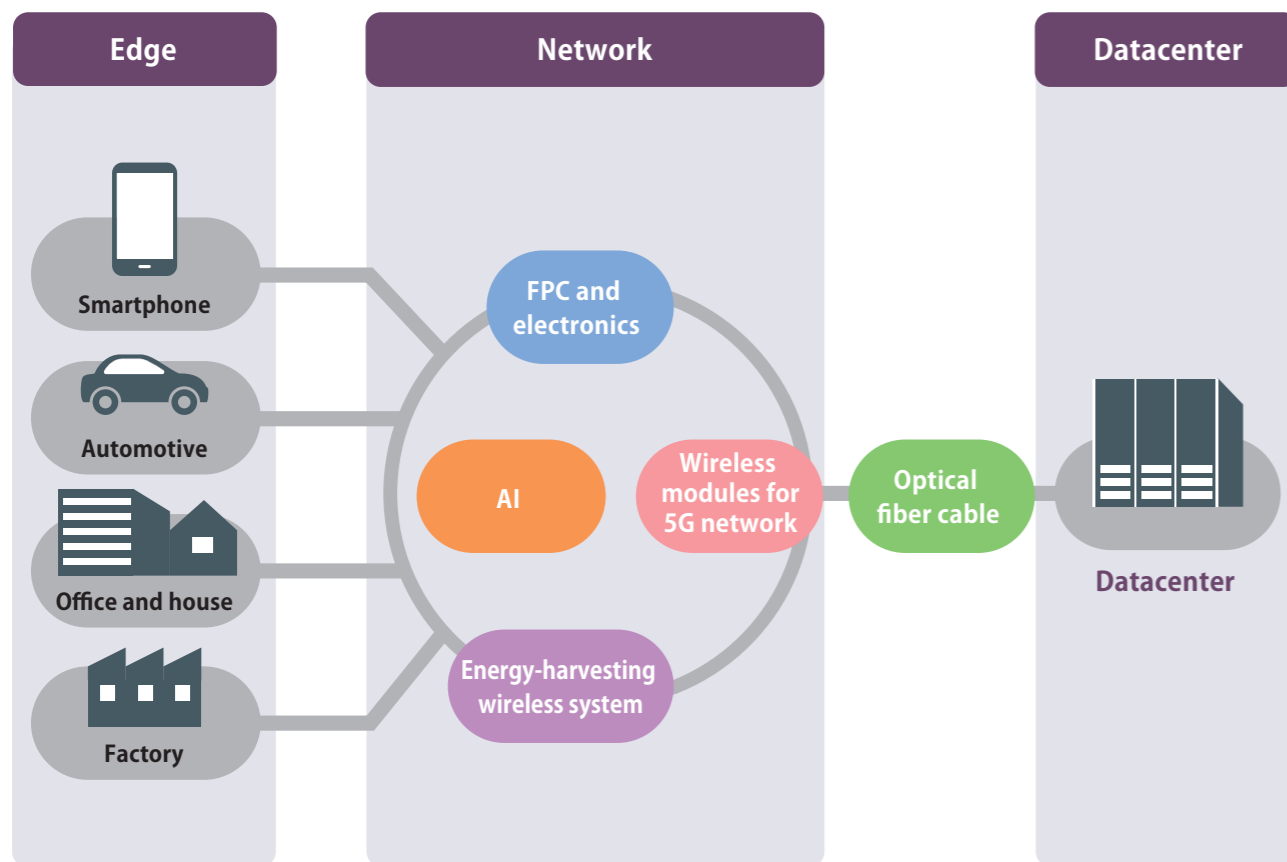 Edge
Network
Datacenter
Smartphone
Automotive
Office and house
Factory
FPC and
electronics
AI
Wireless
modules for
5G network
Energy-harvesting
wireless system
Optical
fiber cable
Datacenter